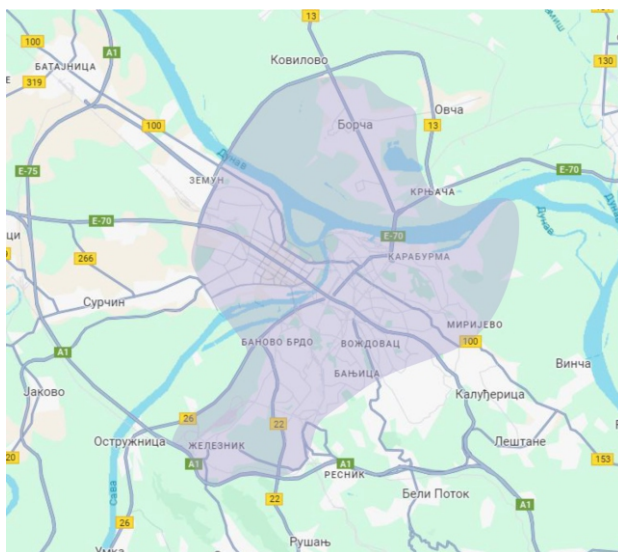 13
100
A1
Ковилово
БАТАЈНИЦА
130
319
Овча
Борча
100
13
Дунав
E-70
E-75
ЗЕМУН
КРЊАЧА
E-70
E-70
Дунав
266
КАРАБУРМА
Сурчин
МИРИЈЕВО
БАНОВО БРДО
ВОЖДОВАЦ
100
A1
Винча
БАЊИЦА
Јаково
Калуђерица
26
22
Остружница
ЖЕЛЕЗНИК
Лештане
A1
A1
153
20
РЕСНИК
Сава
Бели Поток
22
A1
26
Рушањ
Умка